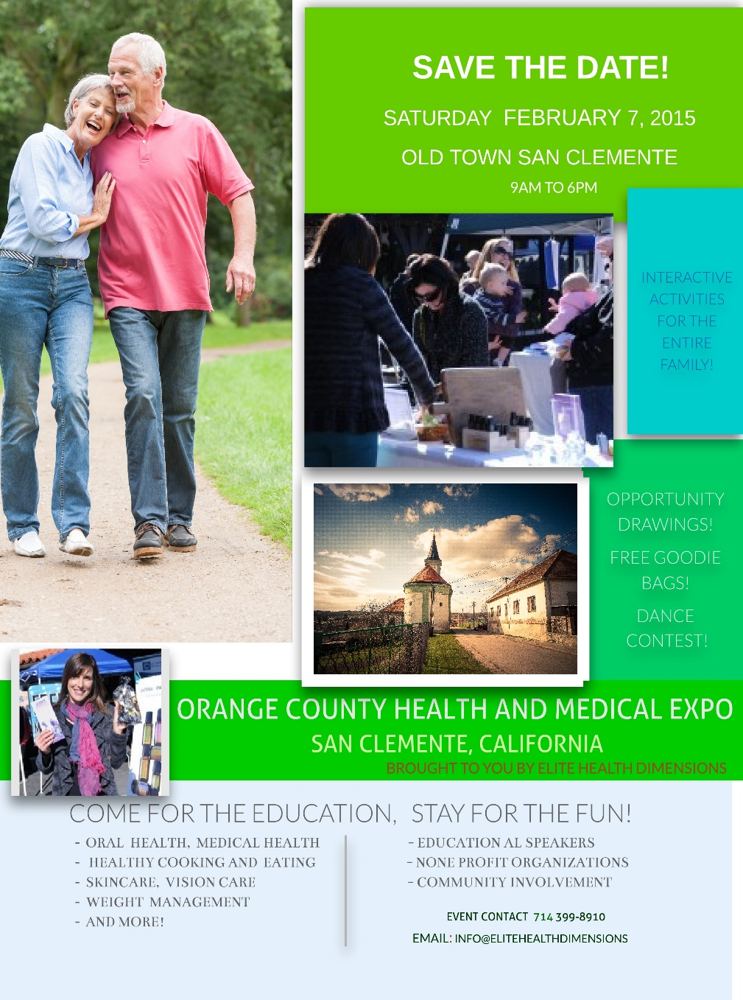 SAVE THE DATE!
SATURDAY FEBRUARY 7, 2015
OLD TOWN SAN CLEMENTE
9AM TO 6PM
INTERACTIVE
ACTIVITIES
FOR THE
ENTIRE
FAMILY!
OPPORTUNITY
DRAWINGS!
FREE GOODIE
BAGS!
DANCE
CONTEST!
ORANGE COUNTY HEALTH AND MEDICAL EXPO
SAN CLEMENTE, CALIFORNIA
BROUGHT TO YOU BY ELITE HEALTH DIMENSIONS
COME FOR THE EDUCATION, STAY FOR THE FUN!
- ORAL HEALTH, MEDICAL HEALTH
- HEALTHY COOKING AND EATING
- SKINCARE, VISION CARE
- WEIGHT MANAGEMENT
- AND MORE!
- EDUCATION AL SPEAKERS
- NONE PROFIT ORGANIZATIONS
- COMMUNITY INVOLVEMENT
EVENT CONTACT 714 399-8910
EMAIL: INFO@ELITEHEALTHDIMENSIONS